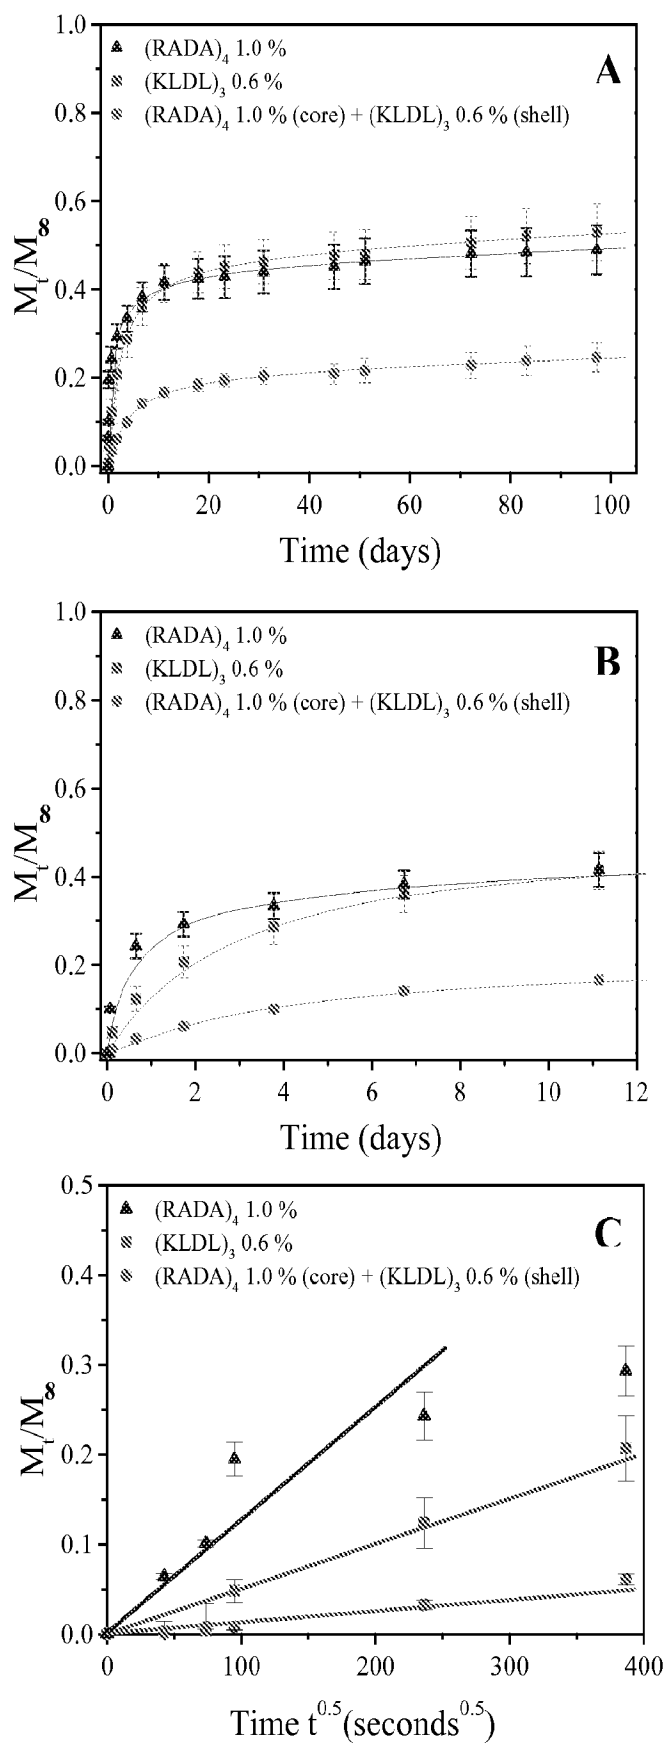 1.0
(RADA)4 1.0 %
(KLDL)3 0.6 %
(RADA)4 1.0 % (core) + (KLDL)3 0.6 % (shell)
A
0.8
0.6
0.4
0.2
0.0
Mt/M8
0 20 40 60 80 100
Time (days)
1.0
(RADA)4 1.0 %
(KLDL)3 0.6 %
(RADA)4 1.0 % (core) + (KLDL)3 0.6 % (shell)
B
0.8
0.6
0.4
0.2
0.0
Mt/M8
0 2 4 6 8 10 12
Time (days)
0.5
(RADA)4 1.0 %
(KLDL)3 0.6 %
(RADA)4 1.0 % (core) + (KLDL)3 0.6 % (shell)
C
0.4
0.3
0.2
0.1
0.0
Mt/M8
0 100 200 300 400
Time t^0.5 (seconds^0.5)